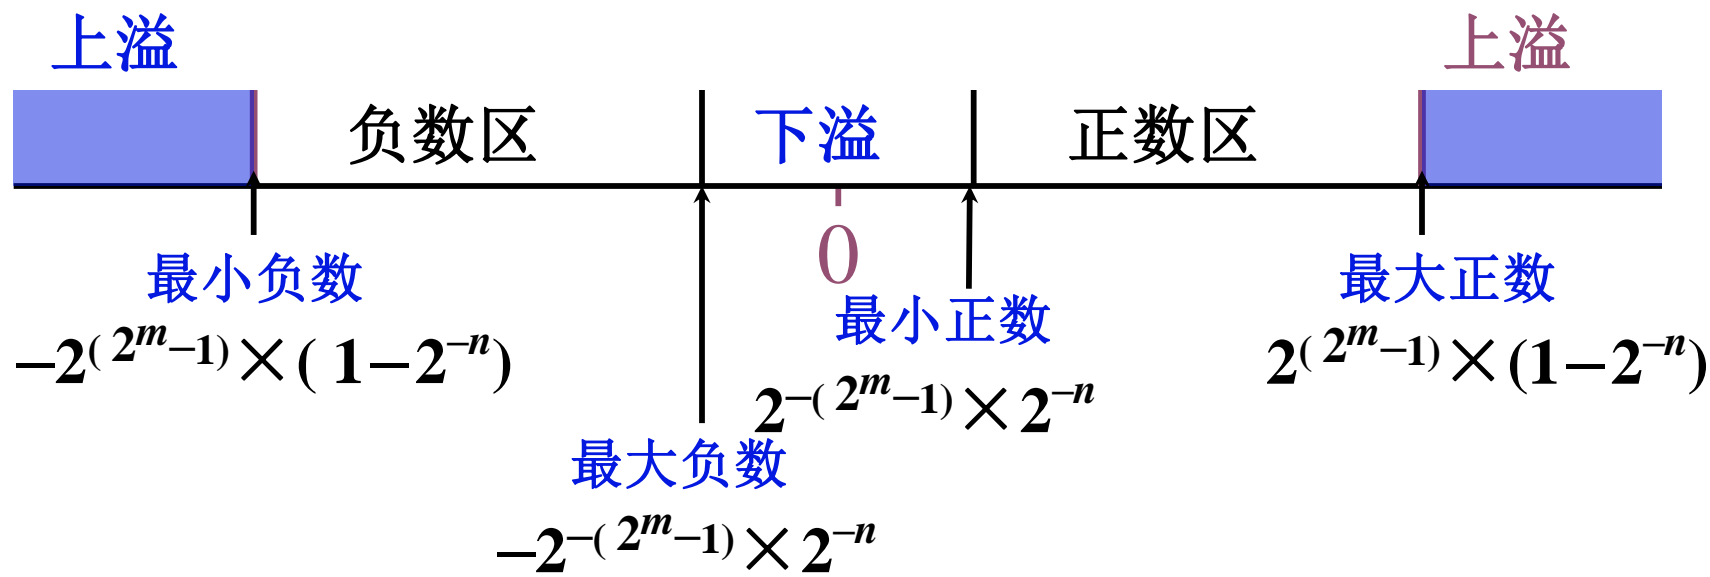 上溢 上溢
负数区 下溢 正数区
0
最小负数 最大正数
最小正数
−2^(2^m−1)×(1−2^−n) 2^(2^m−1)×(1−2^−n)
2^−(2^m−1)×2^−n
最大负数
−2^−(2^m−1)×2^−n